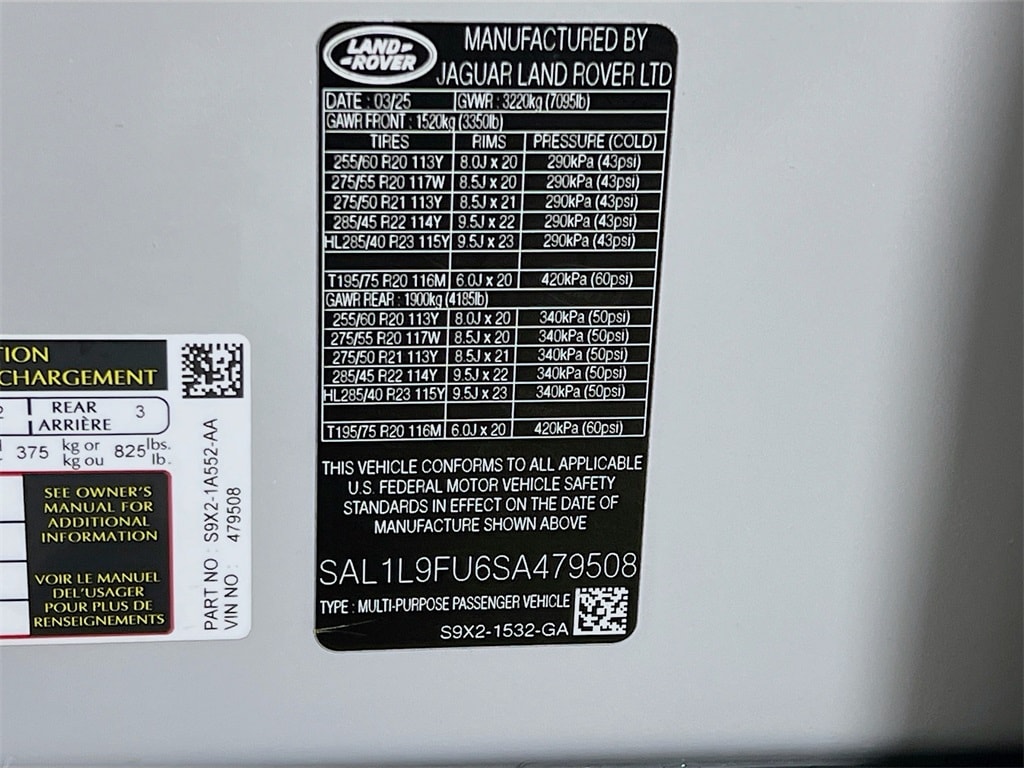 LAND
ROVER
MANUFACTURED BY
JAGUAR LAND ROVER LTD
DATE : 03/25 GVWR : 3220kg (7095lb)
GAWR FRONT : 1520kg (3350lb)
TIRES RIMS PRESSURE (COLD)
255/60 R20 113Y 8.0J x 20 290kPa (43psi)
275/55 R20 117W 8.5J x 20 290kPa (43psi)
275/50 R21 113Y 8.5J x 21 290kPa (43psi)
285/45 R22 114Y 9.5J x 22 290kPa (43psi)
HL285/40 R23 115Y 9.5J x 23 290kPa (43psi)
T195/75 R20 116M 6.0J x 20 420kPa (60psi)
GAWR REAR : 1900kg (4185lb)
255/60 R20 113Y 8.0J x 20 340kPa (50psi)
275/55 R20 117W 8.5J x 20 340kPa (50psi)
275/50 R21 113Y 8.5J x 21 340kPa (50psi)
285/45 R22 114Y 9.5J x 22 340kPa (50psi)
HL285/40 R23 115Y 9.5J x 23 340kPa (50psi)
T195/75 R20 116M 6.0J x 20 420kPa (60psi)
THIS VEHICLE CONFORMS TO ALL APPLICABLE
U.S. FEDERAL MOTOR VEHICLE SAFETY
STANDARDS IN EFFECT ON THE DATE OF
MANUFACTURE SHOWN ABOVE
SAL1L9FU6SA479508
TYPE : MULTI-PURPOSE PASSENGER VEHICLE
S9X2-1532-GA
TION
CHARGEMENT
2 REAR 3
ARRIÈRE
375 kg or 825 lbs.
kg ou lb.
SEE OWNER'S
MANUAL FOR
ADDITIONAL
INFORMATION
VOIR LE MANUEL
DEL'USAGER
POUR PLUS DE
RENSEIGNEMENTS
PART NO : S9X2-1A552-AA
VIN NO : 479508